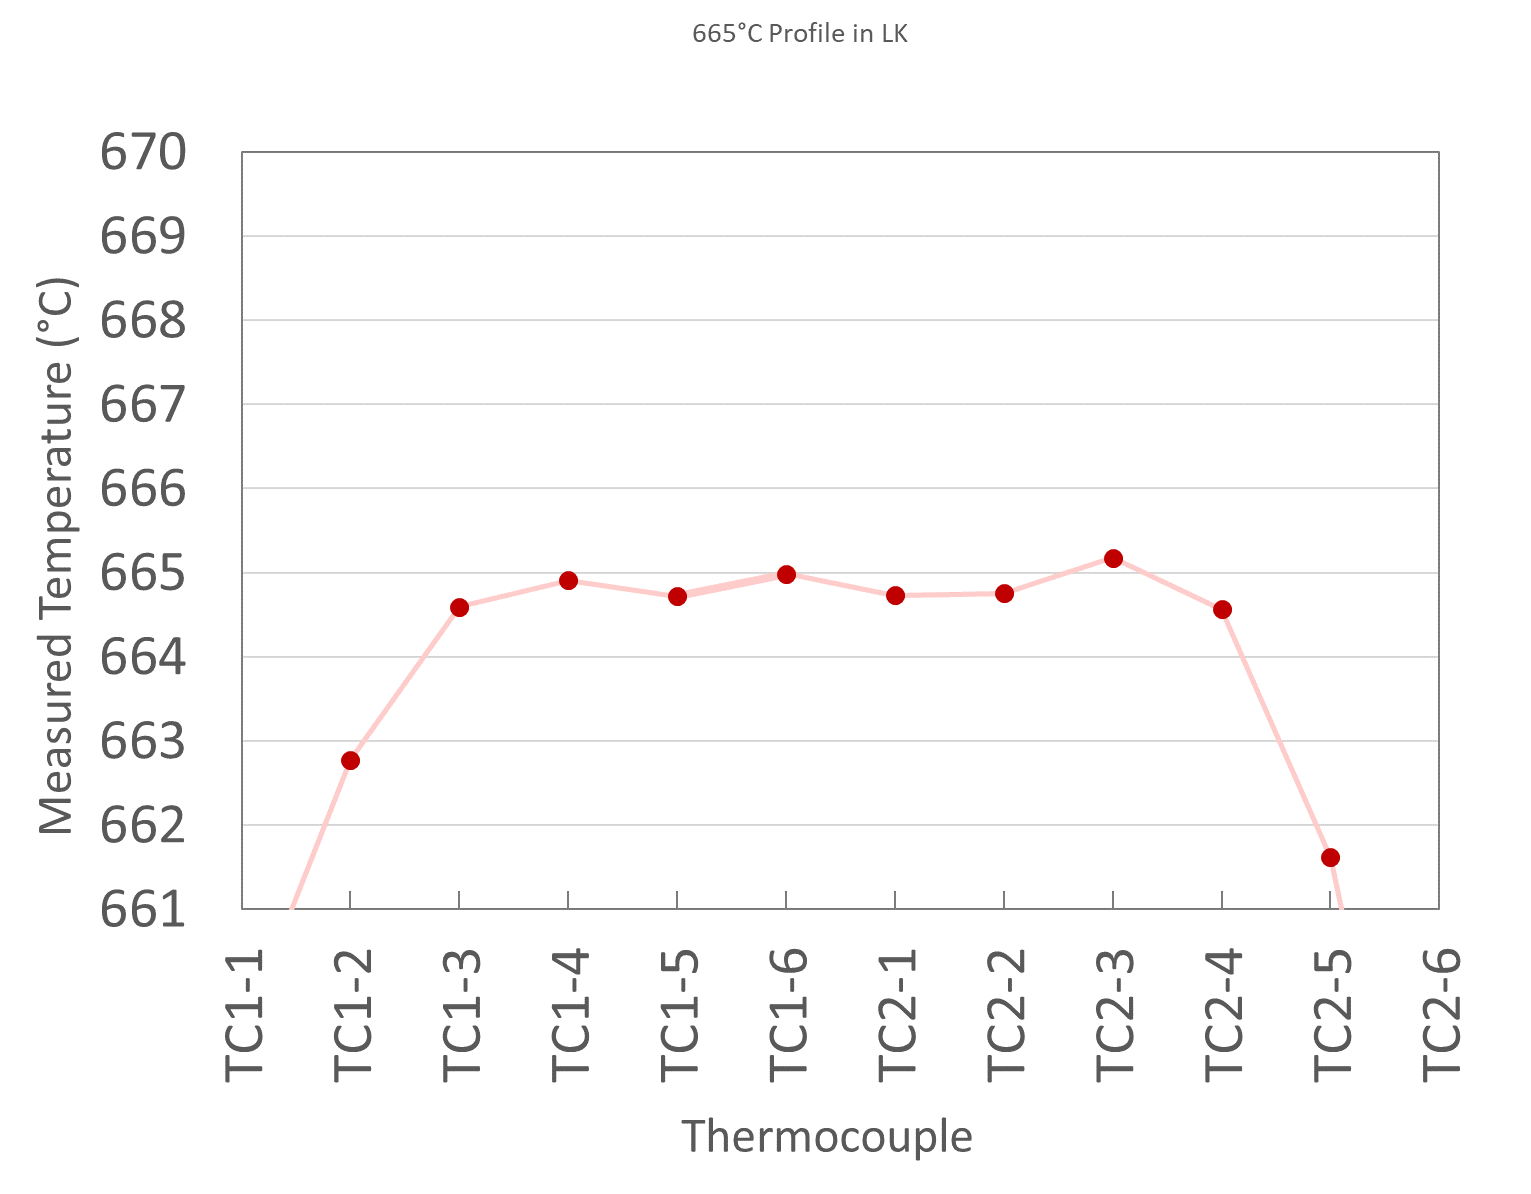 665°C Profile in LK
670
669
668
667
666
665
664
663
662
661
Measured Temperature (°C)
TC1-1
TC1-2
TC1-3
TC1-4
TC1-5
TC1-6
TC2-1
TC2-2
TC2-3
TC2-4
TC2-5
TC2-6
Thermocouple